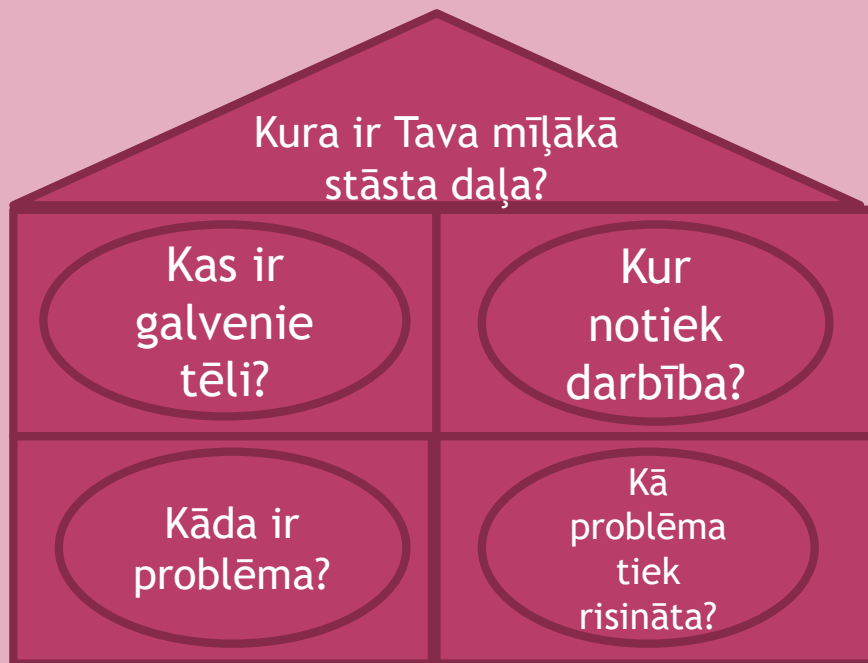 Kura ir Tava mīļākā
stāsta daļa?
Kas ir
galvenie
tēli?
Kur
notiek
darbība?
Kāda ir
problēma?
Kā
problēma
tiek
risināta?